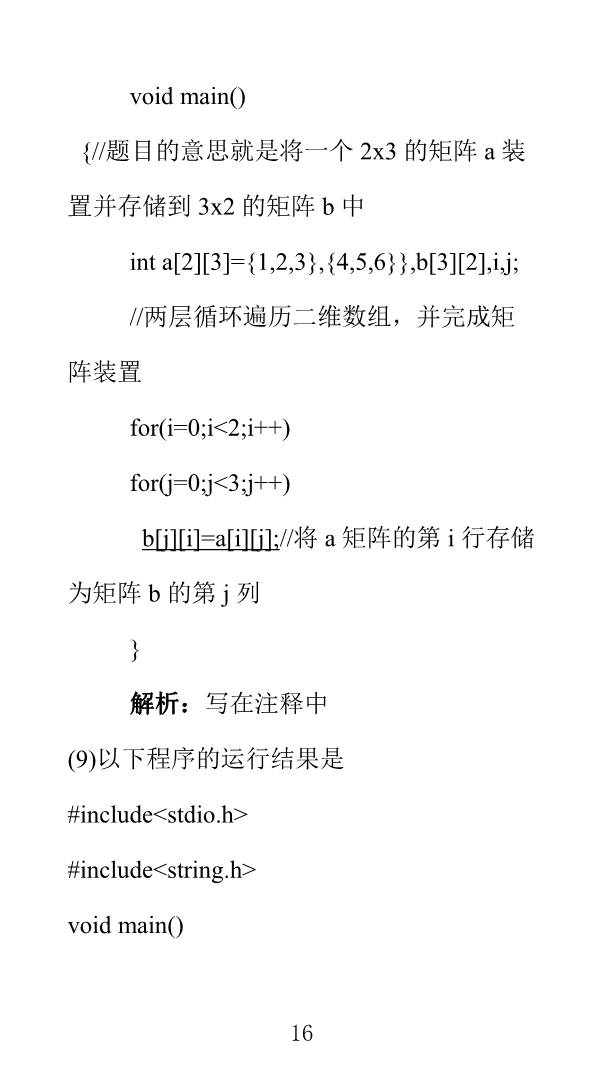 void main()
{//题目的意思就是将一个 2x3 的矩阵 a 装
置并存储到 3x2 的矩阵 b 中
int a[2][3]={1,2,3},{4,5,6}},b[3][2],i,j;
//两层循环遍历二维数组，并完成矩
阵装置
for(i=0;i<2;i++)
for(j=0;j<3;j++)
b[j][i]=a[i][j];//将 a 矩阵的第 i 行存储
为矩阵 b 的第 j 列
}
解析：写在注释中
(9)以下程序的运行结果是
#include<stdio.h>
#include<string.h>
void main()
16